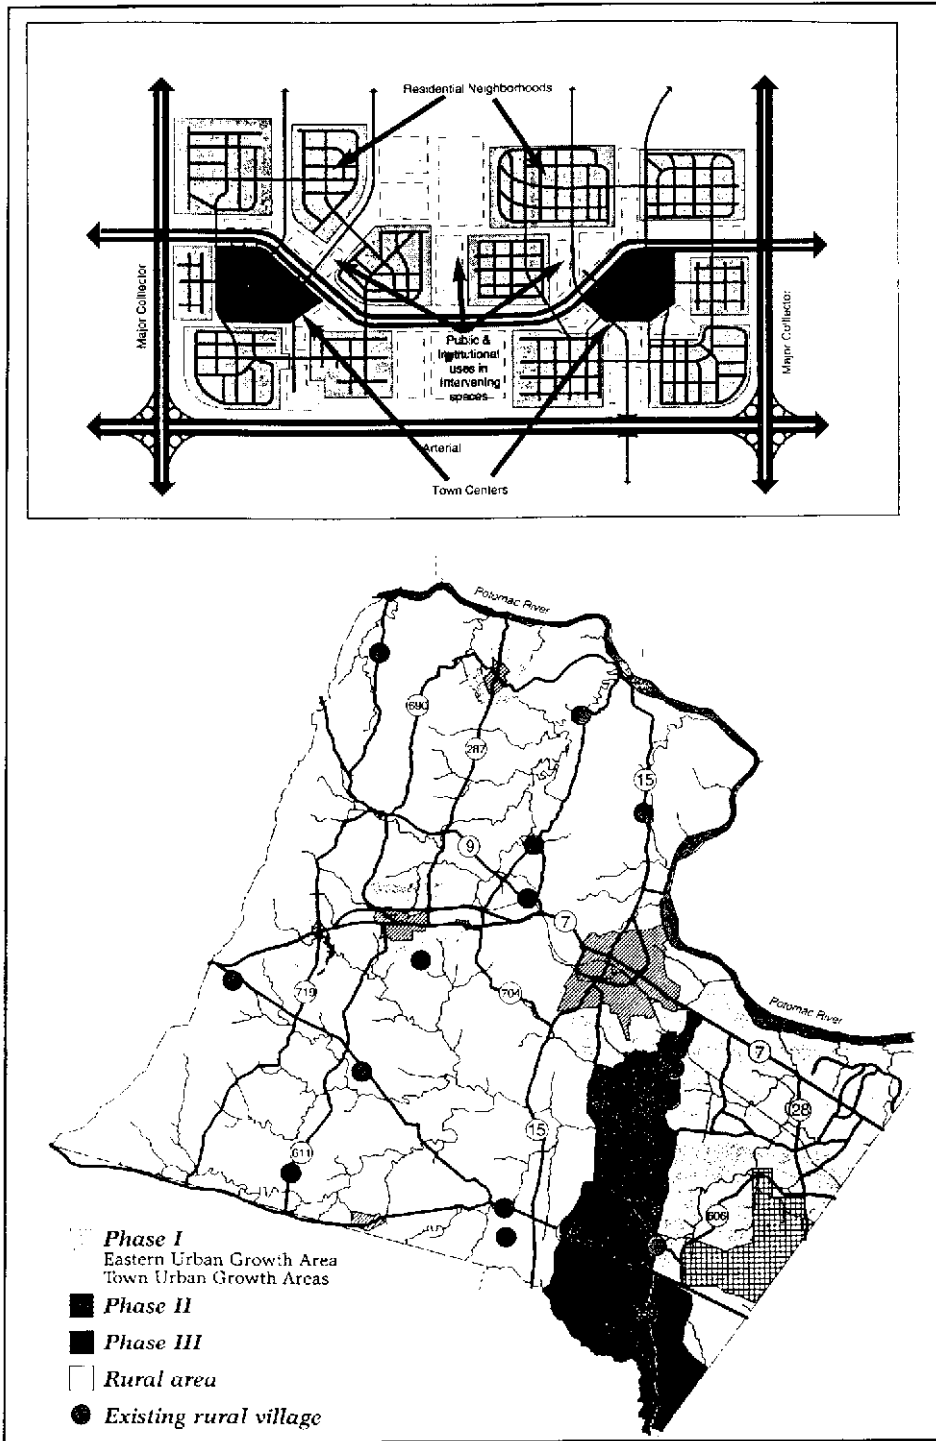 Residential Neighborhoods
Major Collector
Major Collector
Public &
Institutional
uses in
intervening
spaces
Arterial
Town Centers
Potomac River
690
287
15
9
7
719
704
Potomac River
7
28
15
611
606
Phase I
Eastern Urban Growth Area
Town Urban Growth Areas
Phase II
Phase III
Rural area
Existing rural village